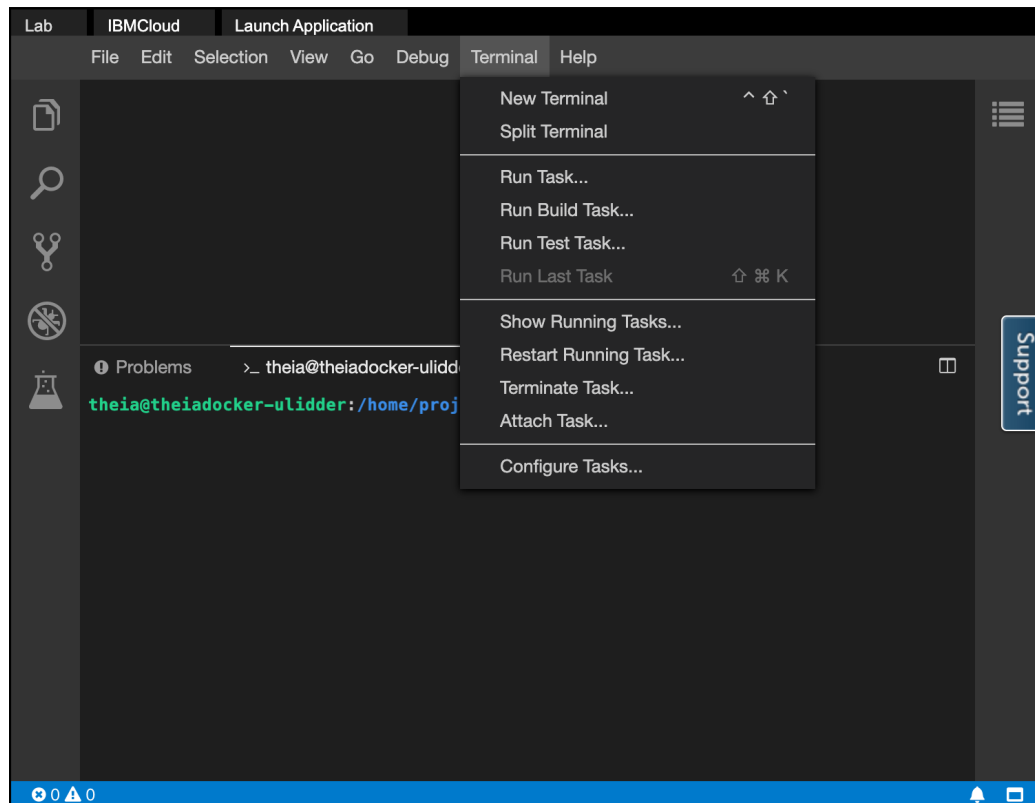 Lab IBMCloud Launch Application
File Edit Selection View Go Debug Terminal Help
New Terminal ^ ⇧ `
Split Terminal
Run Task...
Run Build Task...
Run Test Task...
Run Last Task ⇧ ⌘ K
Show Running Tasks...
Restart Running Task...
Terminate Task...
Attach Task...
Configure Tasks...
Support
Problems >_ theia@theiadocker-ulidd
theia@theiadocker-ulidder:/home/proj
0 0